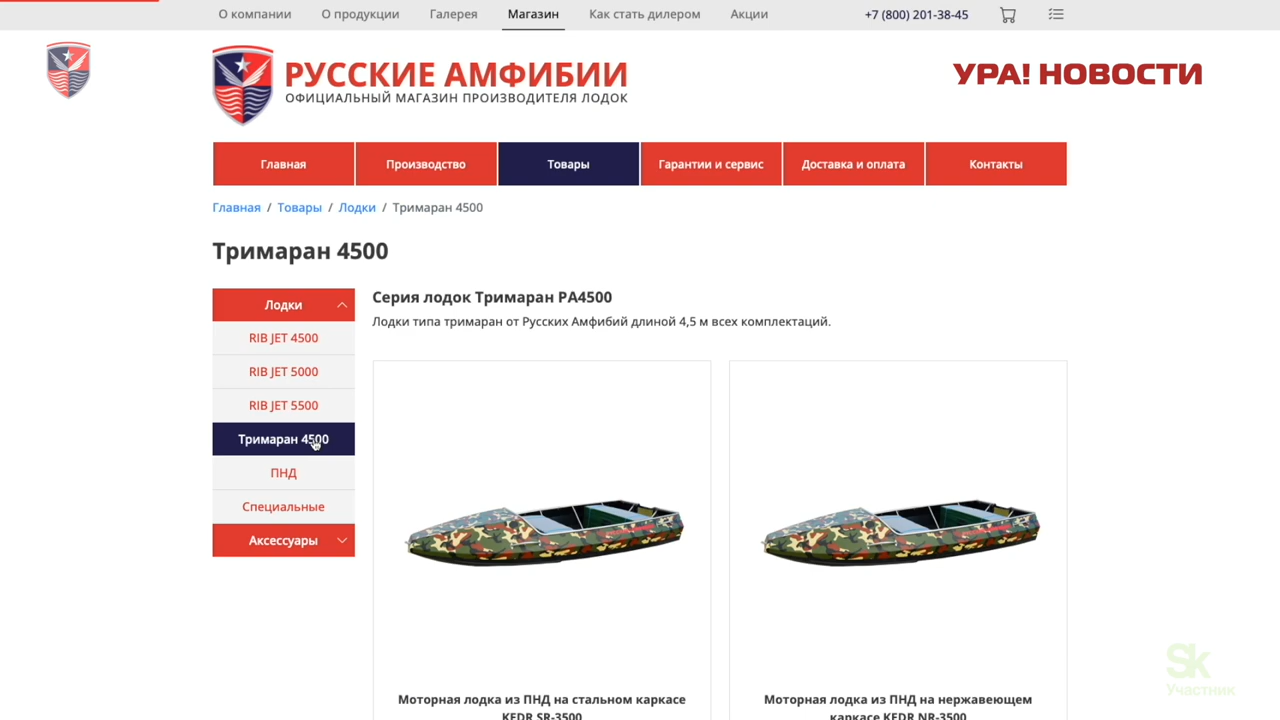 О компании
О продукции
Галерея
Магазин
Как стать дилером
Акции
+7 (800) 201-38-45
РУССКИЕ АМФИБИИ
ОФИЦИАЛЬНЫЙ МАГАЗИН ПРОИЗВОДИТЕЛЯ ЛОДОК
УРА! НОВОСТИ
Главная
Производство
Товары
Гарантии и сервис
Доставка и оплата
Контакты
Главная / Товары / Лодки / Тримаран 4500
Тримаран 4500
Лодки
RIB JET 4500
RIB JET 5000
RIB JET 5500
Тримаран 4500
ПНД
Специальные
Аксессуары
Серия лодок Тримаран РА4500
Лодки типа тримаран от Русских Амфибий длиной 4,5 м всех комплектаций.
Моторная лодка из ПНД на стальном каркасе
KEDR SR-3500
Моторная лодка из ПНД на нержавеющем
каркасе KEDR NR-3500
Sk
Участник